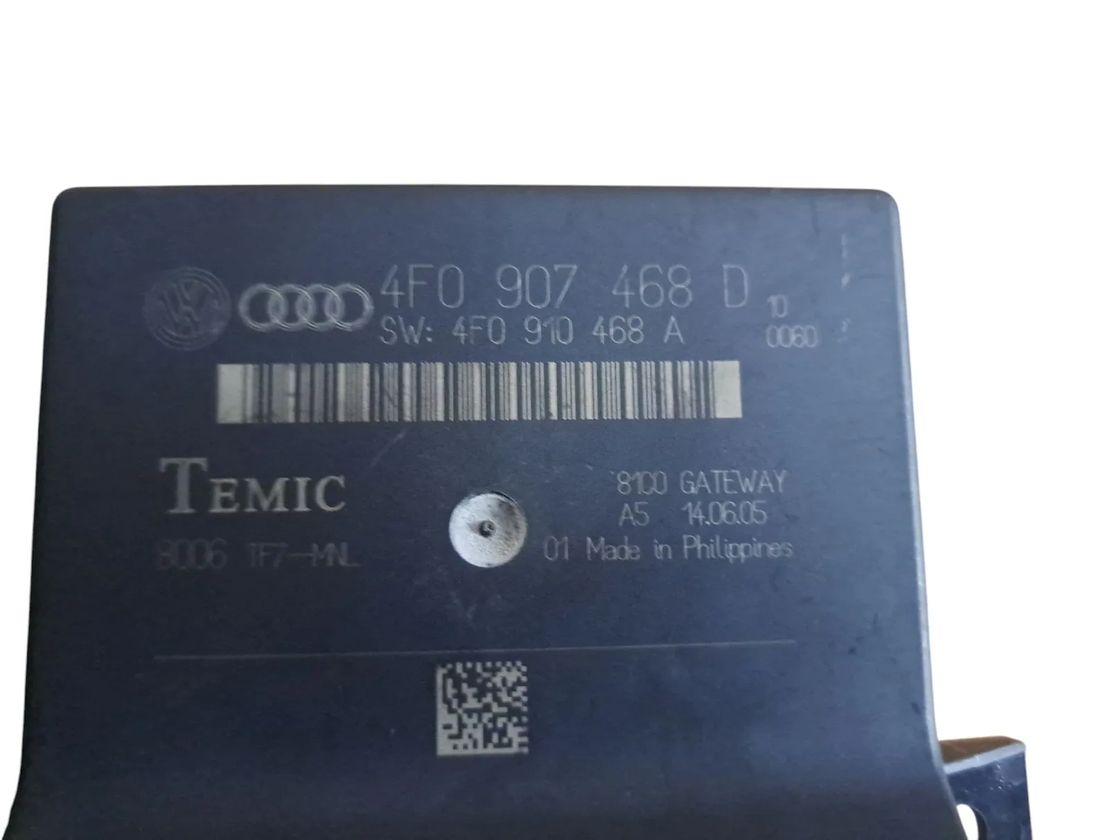 4F0 907 468 D
10
SW: 4F0 910 468 A
0060
TEMIC
8100 GATEWAY
A5 14.06.05
8006 TF7-MNL
01 Made in Philippines